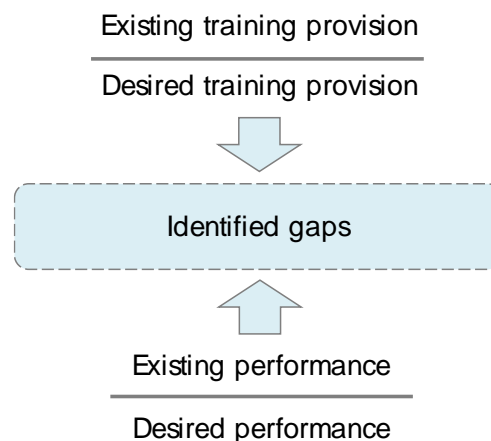 Existing training provision
Desired training provision
Identified gaps
Existing performance
Desired performance